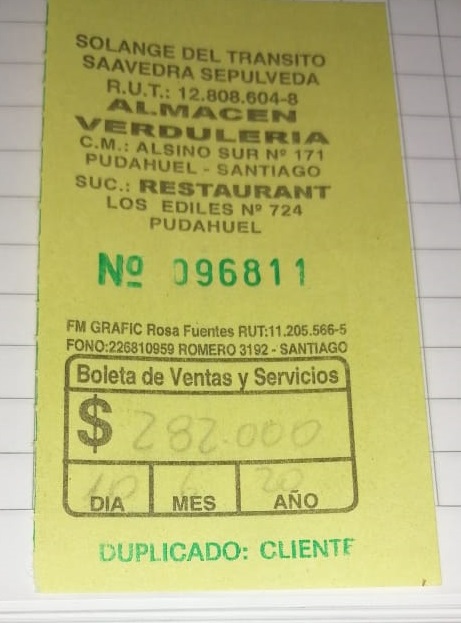 SOLANGE DEL TRANSITO
SAAVEDRA SEPULVEDA
R.U.T.: 12.808.604-8
ALMACEN
VERDULERIA
C.M.: ALSINO SUR Nº 171
PUDAHUEL - SANTIAGO
SUC.: RESTAURANT
LOS EDILES Nº 724
PUDAHUEL
Nº 096811
FM GRAFIC Rosa Fuentes RUT:11.205.566-5
FONO:226810959 ROMERO 3192 - SANTIAGO
Boleta de Ventas y Servicios
$ 282.000
10 20
DIA MES AÑO
DUPLICADO: CLIENTE